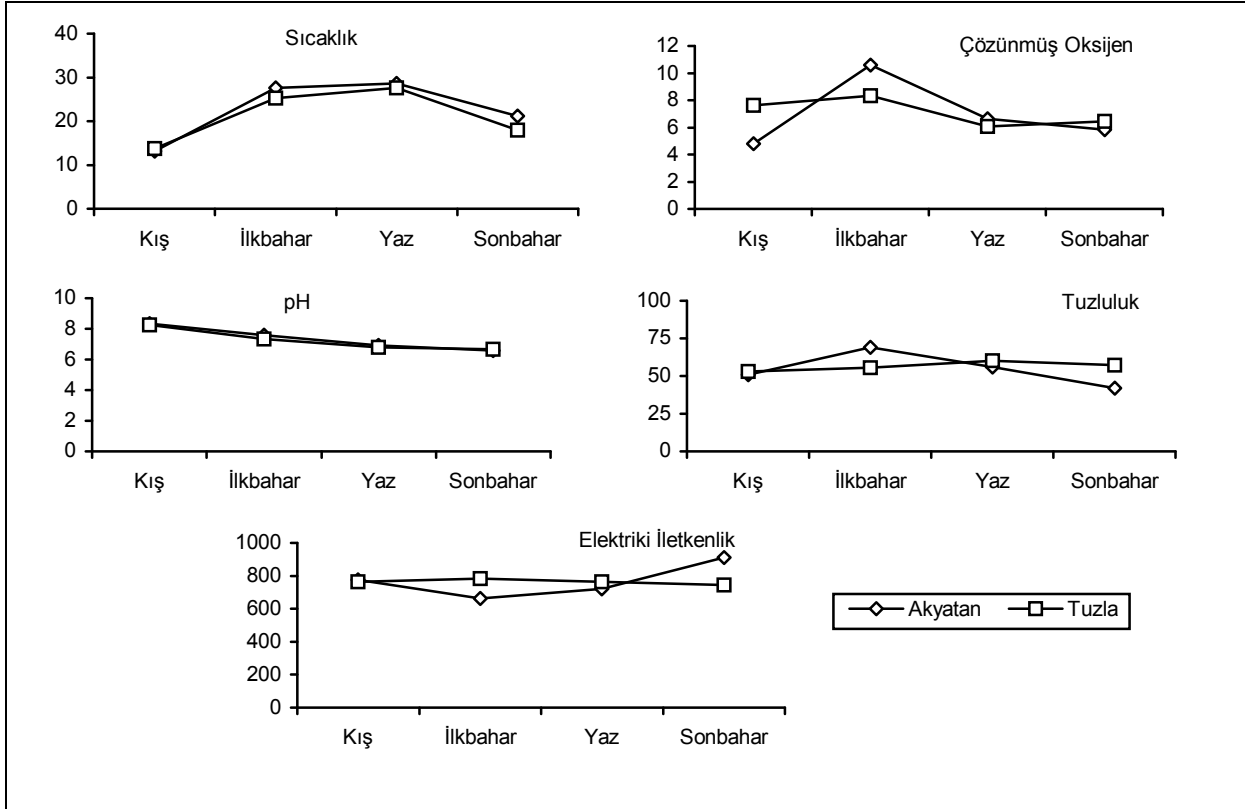 Sıcaklık
40
30
20
10
0
Kış İlkbahar Yaz Sonbahar
Çözünmüş Oksijen
12
10
8
6
4
2
0
Kış İlkbahar Yaz Sonbahar
pH
10
8
6
4
2
0
Kış İlkbahar Yaz Sonbahar
Tuzluluk
100
75
50
25
0
Kış İlkbahar Yaz Sonbahar
Elektriki İletkenlik
1000
800
600
400
200
0
Kış İlkbahar Yaz Sonbahar
Akyatan Tuzla